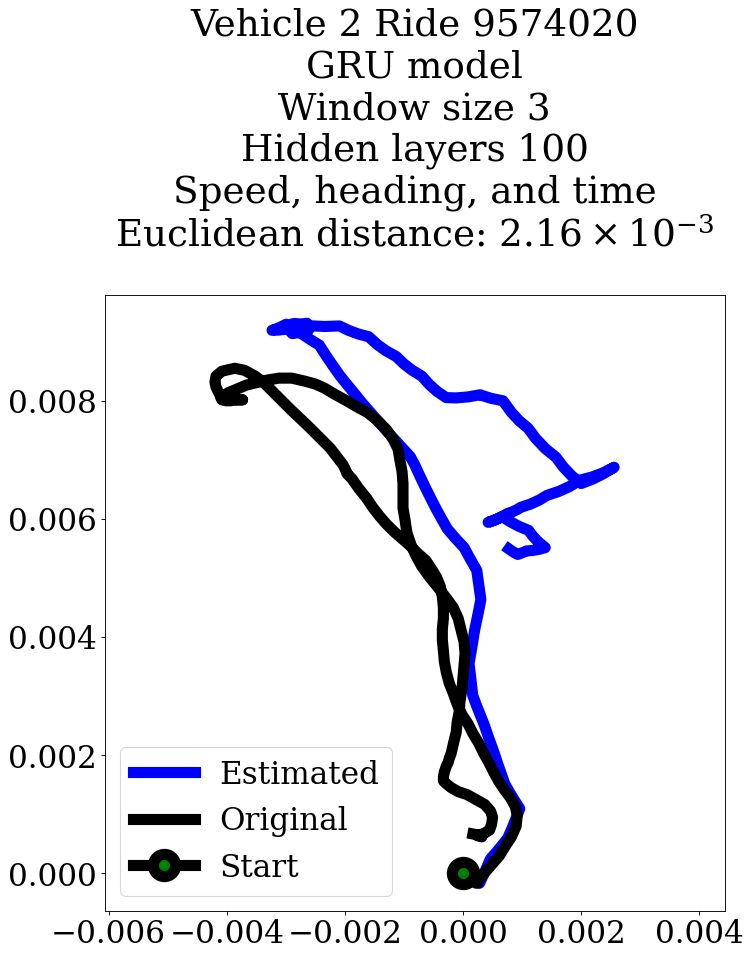 Vehicle 2 Ride 9574020
GRU model
Window size 3
Hidden layers 100
Speed, heading, and time
Euclidean distance: 2.16 × 10⁻³
0.008
0.006
0.004
0.002
0.000
Estimated
Original
Start
−0.006 −0.004 −0.002 0.000 0.002 0.004